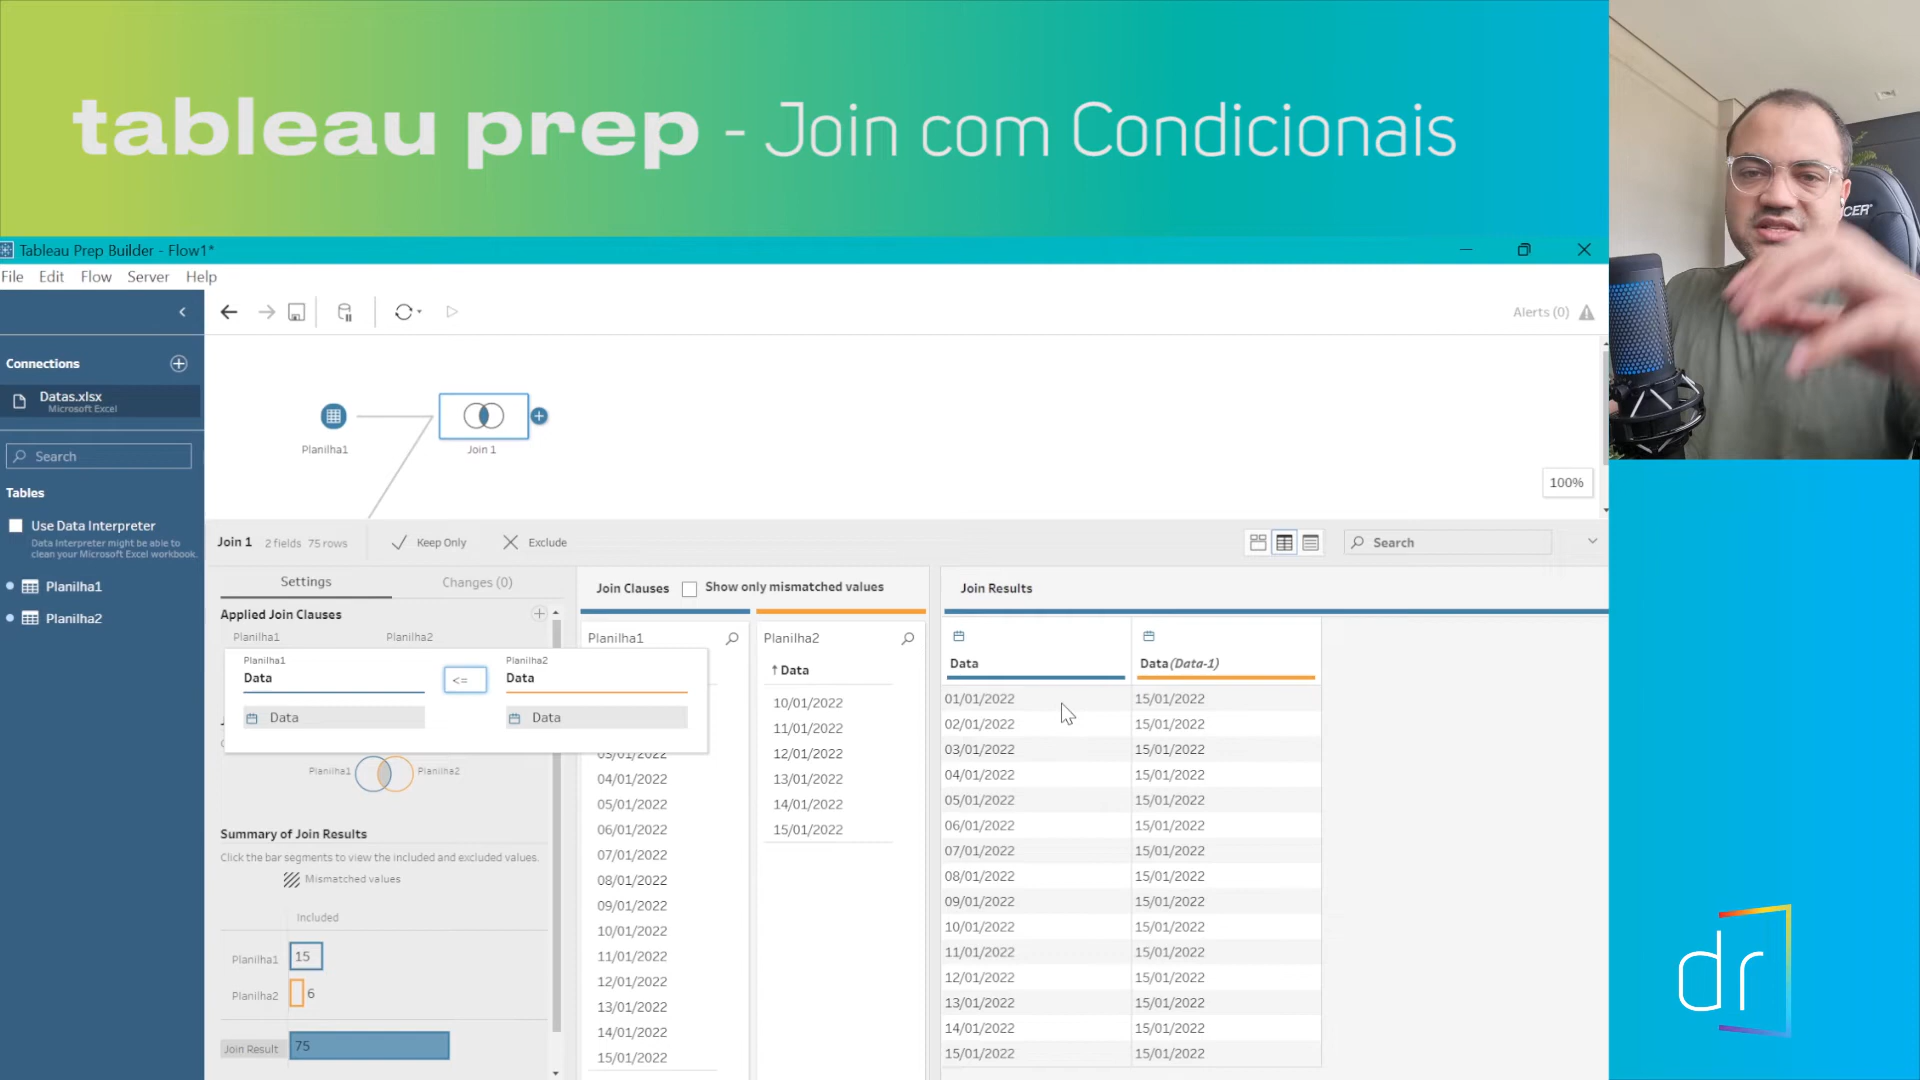 tableau prep - Join com Condicionais
Tableau Prep Builder - Flow1*
File Edit Flow Server Help
Alerts (0)
Connections
Datas.xlsx
Microsoft Excel
Search
Tables
Use Data Interpreter
Data Interpreter might be able to
clean your Microsoft Excel workbook.
Planilha1
Planilha2
Planilha1
Join 1
100%
Join 1 2 fields 75 rows Keep Only Exclude
Search
Settings Changes (0)
Applied Join Clauses
Planilha1 Planilha2
Planilha1 Planilha2
Data <= Data
Data Data
Planilha1 Planilha2
Summary of Join Results
Click the bar segments to view the included and excluded values.
Mismatched values
Included
Planilha1 15
Planilha2 6
Join Result 75
Join Clauses Show only mismatched values
Planilha1
03/01/2022
04/01/2022
05/01/2022
06/01/2022
07/01/2022
08/01/2022
09/01/2022
10/01/2022
11/01/2022
12/01/2022
13/01/2022
14/01/2022
15/01/2022
Planilha2
Data
10/01/2022
11/01/2022
12/01/2022
13/01/2022
14/01/2022
15/01/2022
Join Results
Data Data(Data-1)
01/01/2022 15/01/2022
02/01/2022 15/01/2022
03/01/2022 15/01/2022
04/01/2022 15/01/2022
05/01/2022 15/01/2022
06/01/2022 15/01/2022
07/01/2022 15/01/2022
08/01/2022 15/01/2022
09/01/2022 15/01/2022
10/01/2022 15/01/2022
11/01/2022 15/01/2022
12/01/2022 15/01/2022
13/01/2022 15/01/2022
14/01/2022 15/01/2022
15/01/2022 15/01/2022
dr